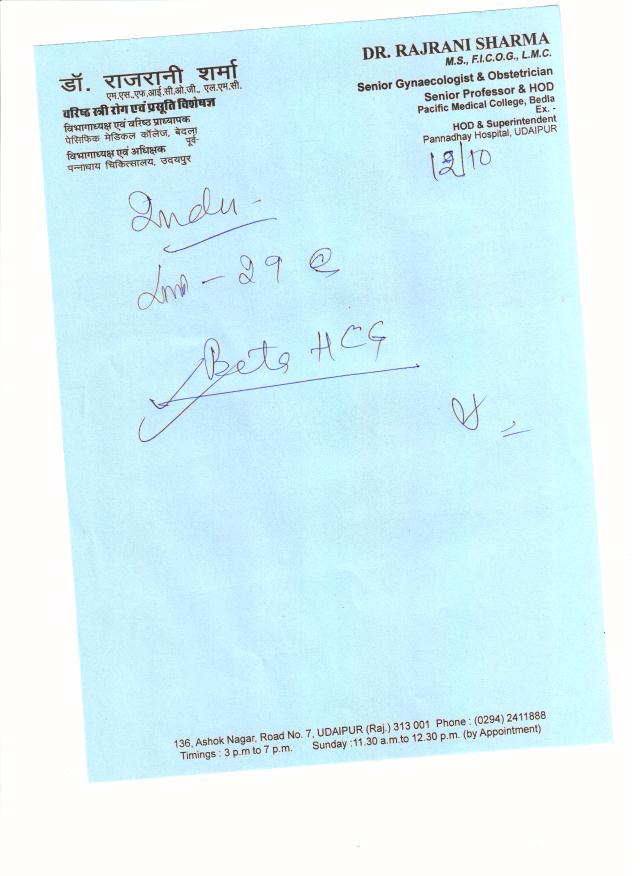 डॉ. राजरानी शर्मा
एम.एस., एफ.आई.सी.ओ.जी., एल.एम.सी.
वरिष्ठ स्त्री रोग एवं प्रसूति विशेषज्ञ
विभागाध्यक्ष एवं वरिष्ठ प्राध्यापक
पेसिफिक मेडिकल कॉलेज, बेदला
पूर्व-
विभागाध्यक्ष एवं अधिक्षक
पन्नाधाय चिकित्सालय, उदयपुर
DR. RAJRANI SHARMA
M.S., F.I.C.O.G., L.M.C.
Senior Gynaecologist & Obstetrician
Senior Professor & HOD
Pacific Medical College, Bedla
Ex. -
HOD & Superintendent
Pannadhay Hospital, UDAIPUR
12/10
Indu
- 29
Beta HCG
136, Ashok Nagar, Road No. 7, UDAIPUR (Raj.) 313 001 Phone : (0294) 2411888
Timings : 3 p.m to 7 p.m. Sunday :11.30 a.m.to 12.30 p.m. (by Appointment)